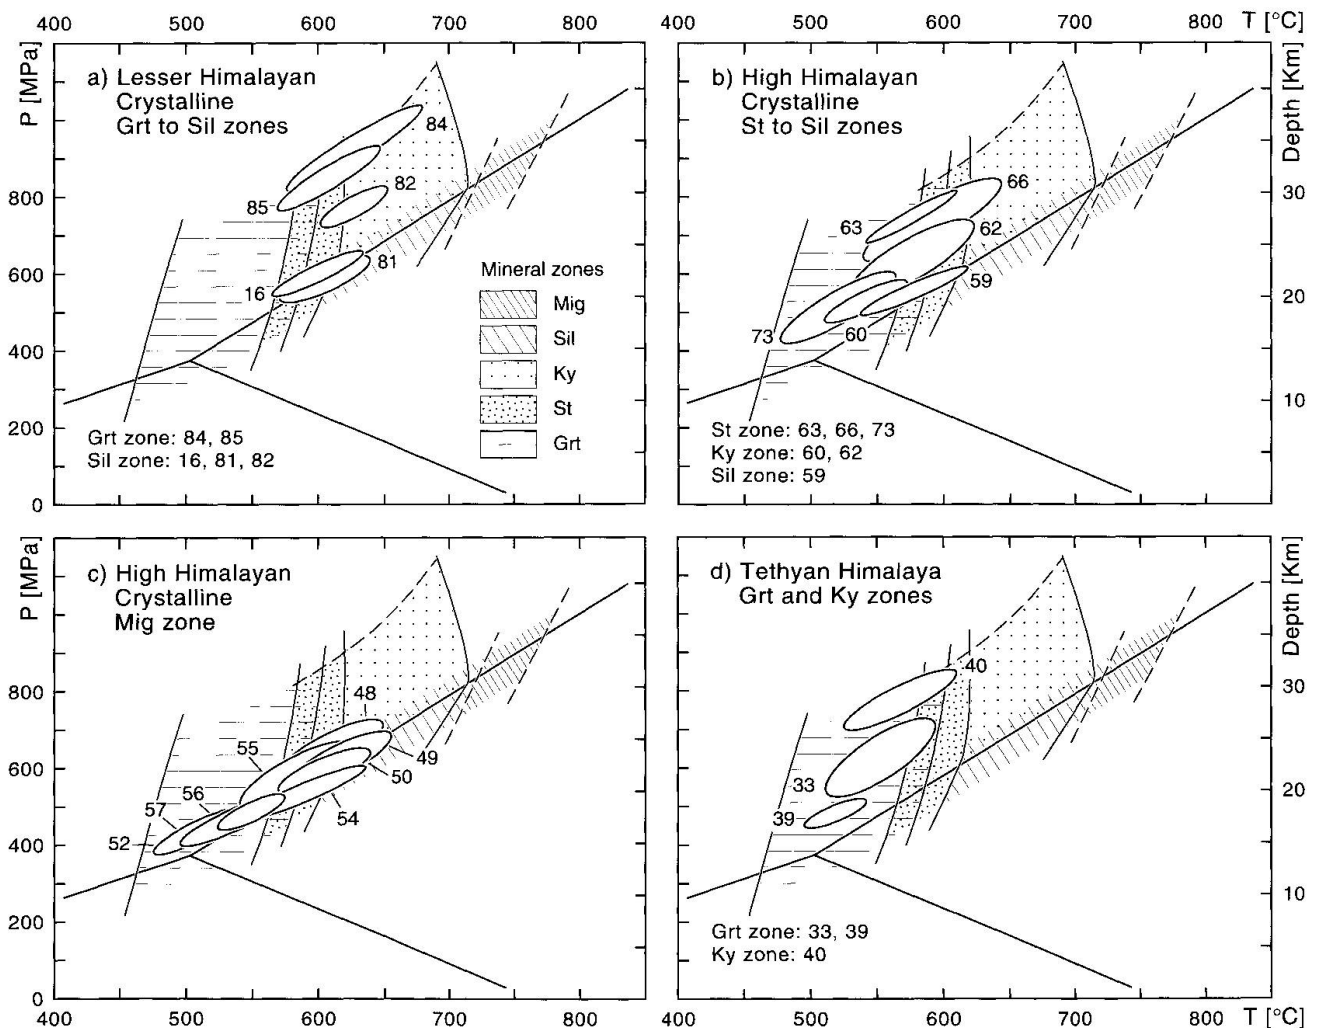 400 500 600 700 800
400 500 600 700 800 T [°C]
P [MPa]
a) Lesser Himalayan
Crystalline
Grt to Sil zones
84
82
85
81
16
800
600
400
200
0
Mineral zones
Mig
Sil
Ky
St
Grt
Grt zone: 84, 85
Sil zone: 16, 81, 82
b) High Himalayan
Crystalline
St to Sil zones
66
63
62
59
73
60
Depth [Km]
30
20
10
St zone: 63, 66, 73
Ky zone: 60, 62
Sil zone: 59
P [MPa]
c) High Himalayan
Crystalline
Mig zone
48
55
49
50
56
57
54
52
800
600
400
200
0
d) Tethyan Himalaya
Grt and Ky zones
40
33
39
Depth [Km]
30
20
10
Grt zone: 33, 39
Ky zone: 40
400 500 600 700 800
400 500 600 700 800 T [°C]